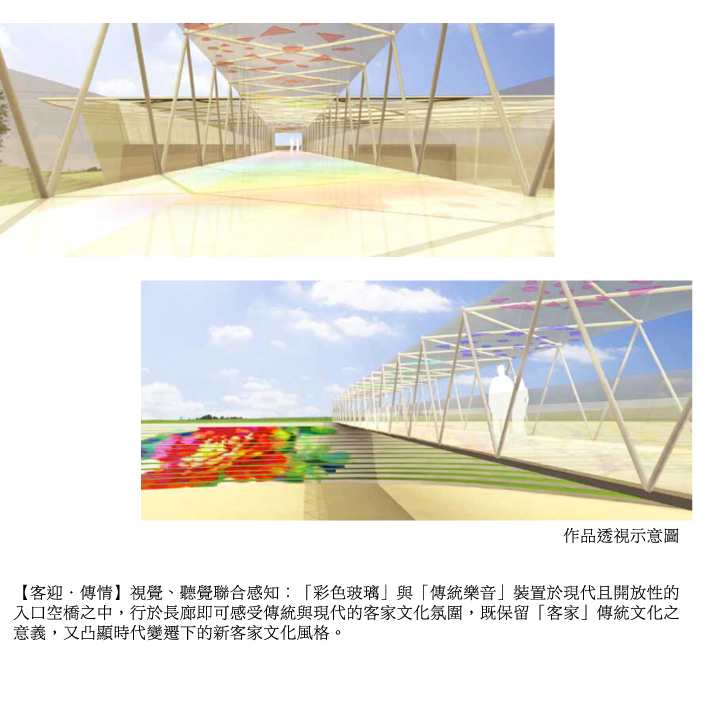 作品透視示意圖
【客迎．傳情】視覺、聽覺聯合感知：「彩色玻璃」與「傳統樂音」裝置於現代且開放性的
入口空橋之中，行於長廊即可感受傳統與現代的客家文化氛圍，既保留「客家」傳統文化之
意義，又凸顯時代變遷下的新客家文化風格。